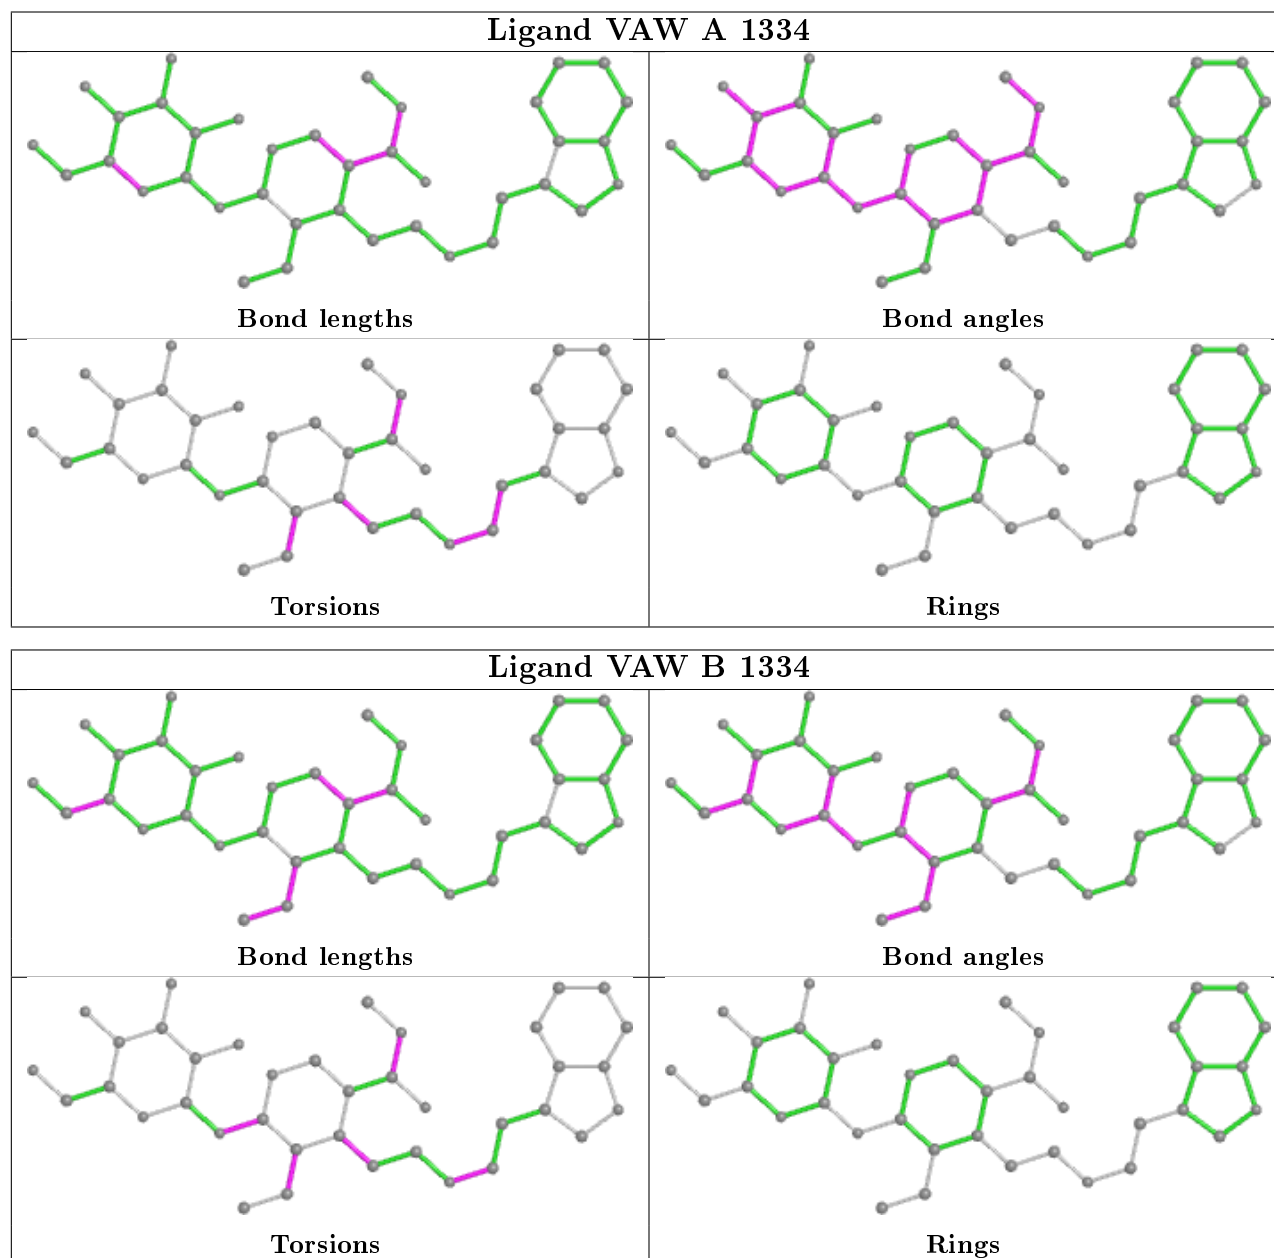 Ligand VAW A 1334
Bond lengths
Bond angles
Torsions
Rings
Ligand VAW B 1334
Bond lengths
Bond angles
Torsions
Rings